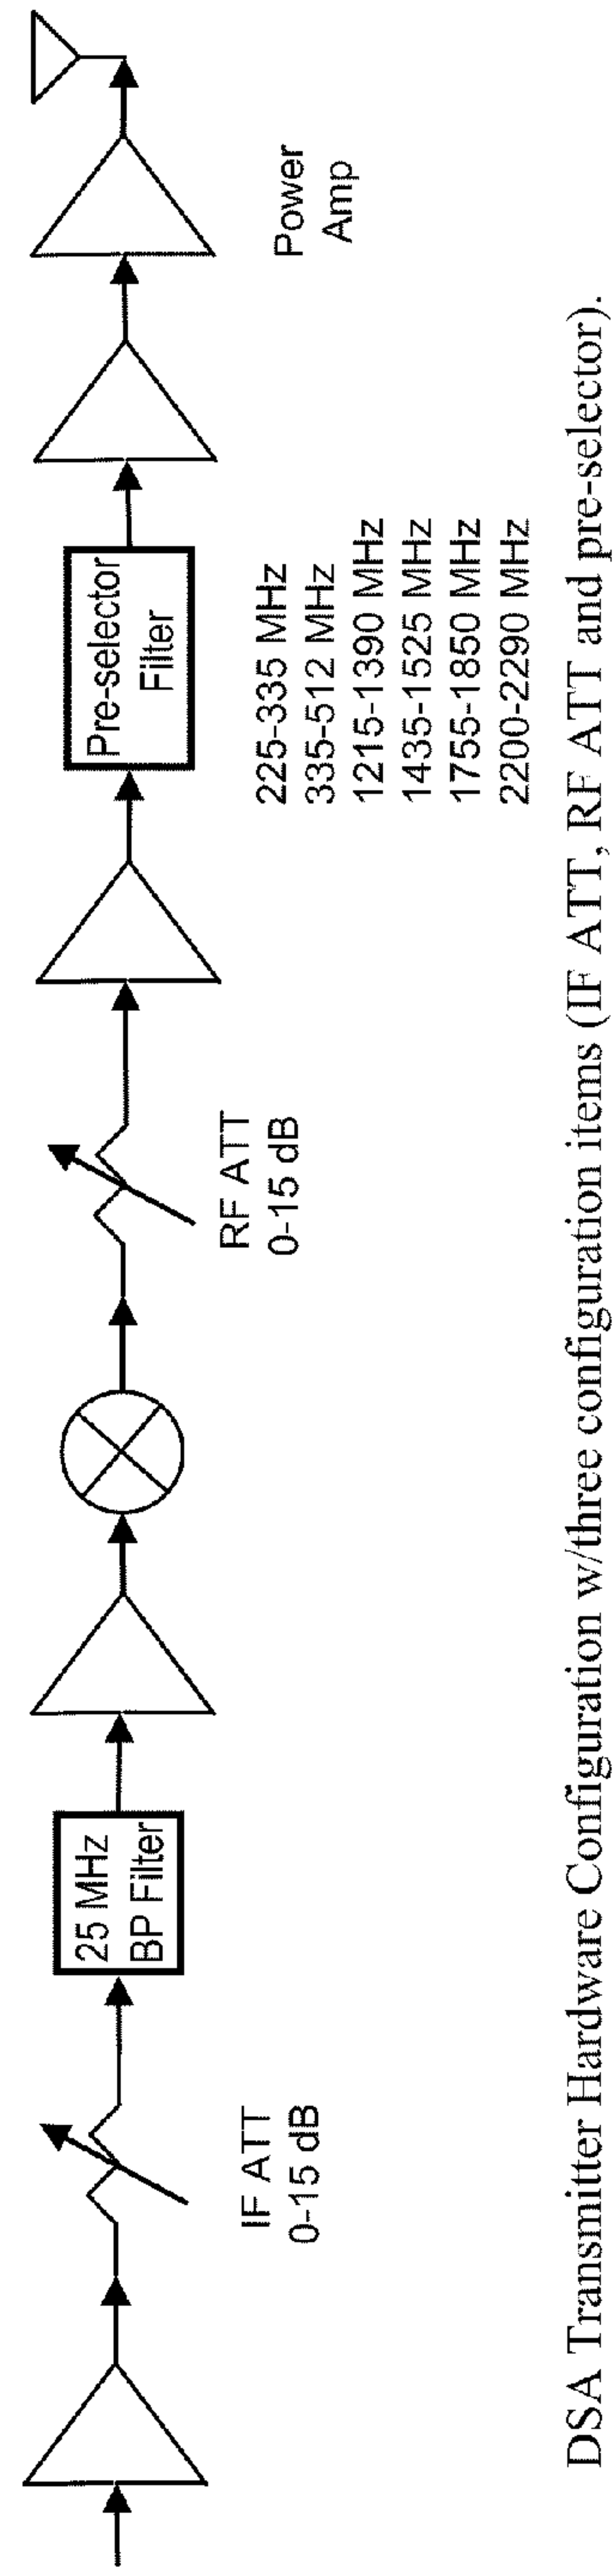 IF ATT
0-15 dB
25 MHz
BP Filter
RF ATT
0-15 dB
Pre-selector
Filter
225-335 MHz
335-512 MHz
1215-1390 MHz
1435-1525 MHz
1755-1850 MHz
2200-2290 MHz
Power
Amp
DSA Transmitter Hardware Configuration w/three configuration items (IF ATT, RF ATT and pre-selector).